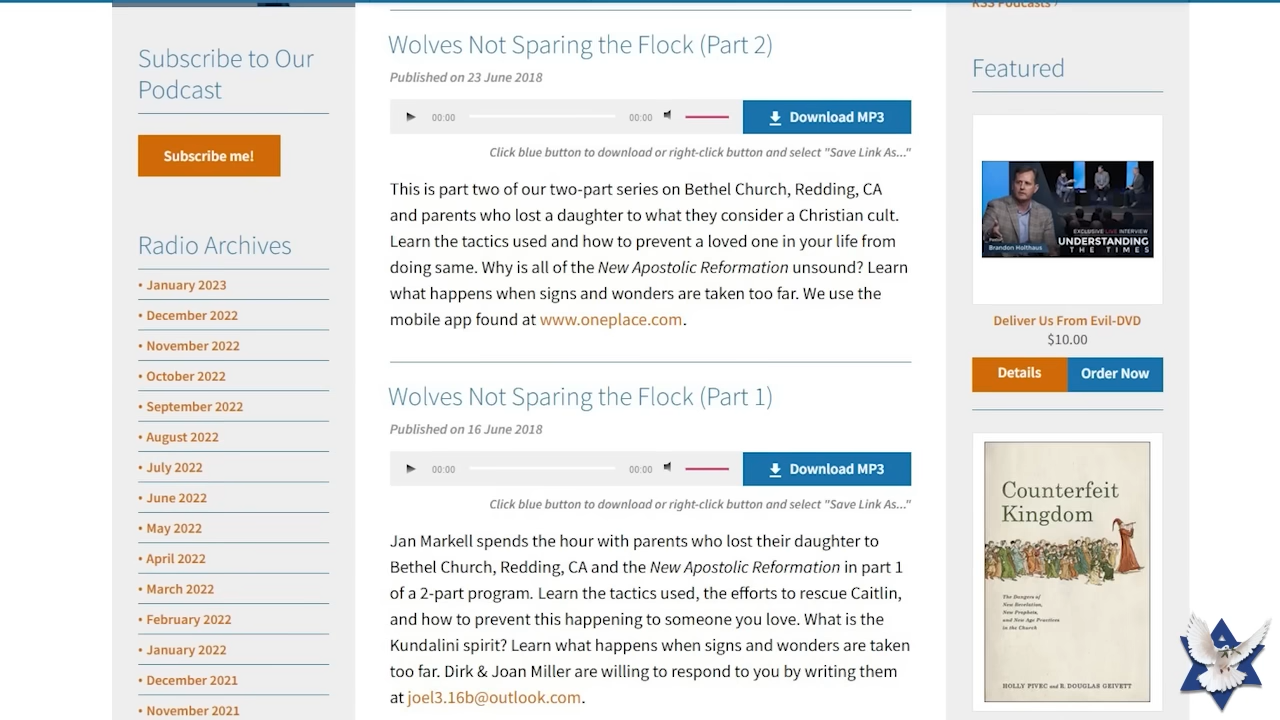 Subscribe to Our
Podcast
Subscribe me!
Radio Archives
• January 2023
• December 2022
• November 2022
• October 2022
• September 2022
• August 2022
• July 2022
• June 2022
• May 2022
• April 2022
• March 2022
• February 2022
• January 2022
• December 2021
• November 2021
Wolves Not Sparing the Flock (Part 2)
Published on 23 June 2018
00:00 00:00
Download MP3
Click blue button to download or right-click button and select "Save Link As..."
This is part two of our two-part series on Bethel Church, Redding, CA
and parents who lost a daughter to what they consider a Christian cult.
Learn the tactics used and how to prevent a loved one in your life from
doing same. Why is all of the New Apostolic Reformation unsound? Learn
what happens when signs and wonders are taken too far. We use the
mobile app found at www.oneplace.com.
Wolves Not Sparing the Flock (Part 1)
Published on 16 June 2018
00:00 00:00
Download MP3
Click blue button to download or right-click button and select "Save Link As..."
Jan Markell spends the hour with parents who lost their daughter to
Bethel Church, Redding, CA and the New Apostolic Reformation in part 1
of a 2-part program. Learn the tactics used, the efforts to rescue Caitlin,
and how to prevent this happening to someone you love. What is the
Kundalini spirit? Learn what happens when signs and wonders are taken
too far. Dirk & Joan Miller are willing to respond to you by writing them
at joel3.16b@outlook.com.
RSS Podcasts ›
Featured
Brandon Holthaus
EXCLUSIVE LIVE INTERVIEW
UNDERSTANDING
THE TIMES
Deliver Us From Evil-DVD
$10.00
Details
Order Now
Counterfeit
Kingdom
The Dangers of
New Revelation,
New Prophets,
and New Age Practices
in the Church
HOLLY PIVEC and R. DOUGLAS GEIVETT